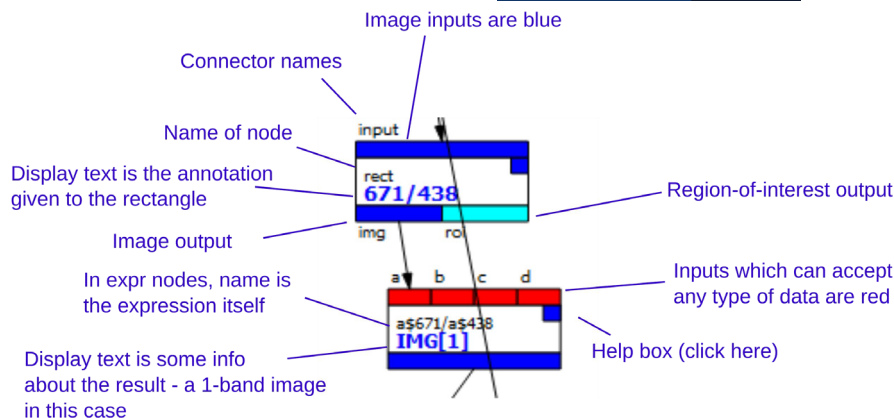 Image inputs are blue
Connector names
input
Name of node
rect
Display text is the annotation
given to the rectangle
671/438
Region-of-interest output
Image output
img
roi
In expr nodes, name is
the expression itself
a
b
c
d
Inputs which can accept
any type of data are red
a$671/a$438
IMG[1]
Help box (click here)
Display text is some info
about the result - a 1-band image
in this case